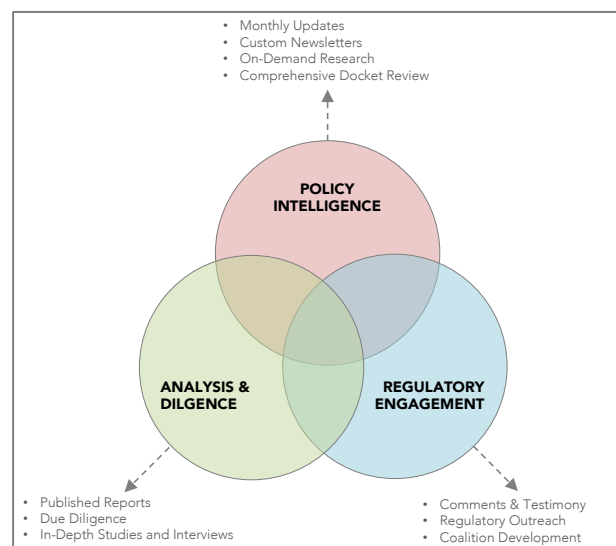 • Monthly Updates
• Custom Newsletters
• On-Demand Research
• Comprehensive Docket Review
POLICY
INTELLIGENCE
ANALYSIS &
DILGENCE
REGULATORY
ENGAGEMENT
• Published Reports
• Due Diligence
• In-Depth Studies and Interviews
• Comments & Testimony
• Regulatory Outreach
• Coalition Development